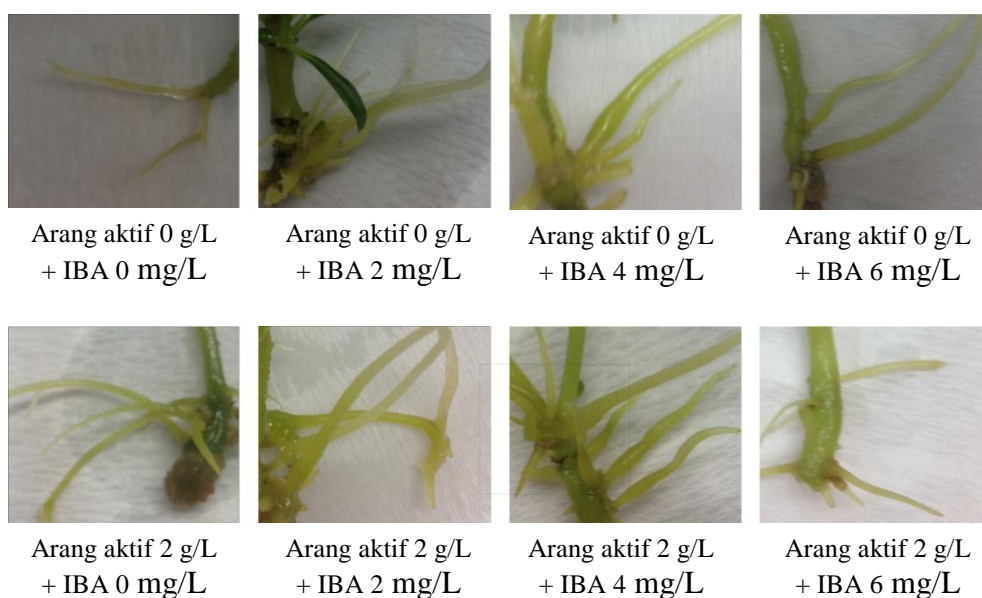 Arang aktif 0 g/L
+ IBA 0 mg/L
Arang aktif 0 g/L
+ IBA 2 mg/L
Arang aktif 0 g/L
+ IBA 4 mg/L
Arang aktif 0 g/L
+ IBA 6 mg/L
Arang aktif 2 g/L
+ IBA 0 mg/L
Arang aktif 2 g/L
+ IBA 2 mg/L
Arang aktif 2 g/L
+ IBA 4 mg/L
Arang aktif 2 g/L
+ IBA 6 mg/L